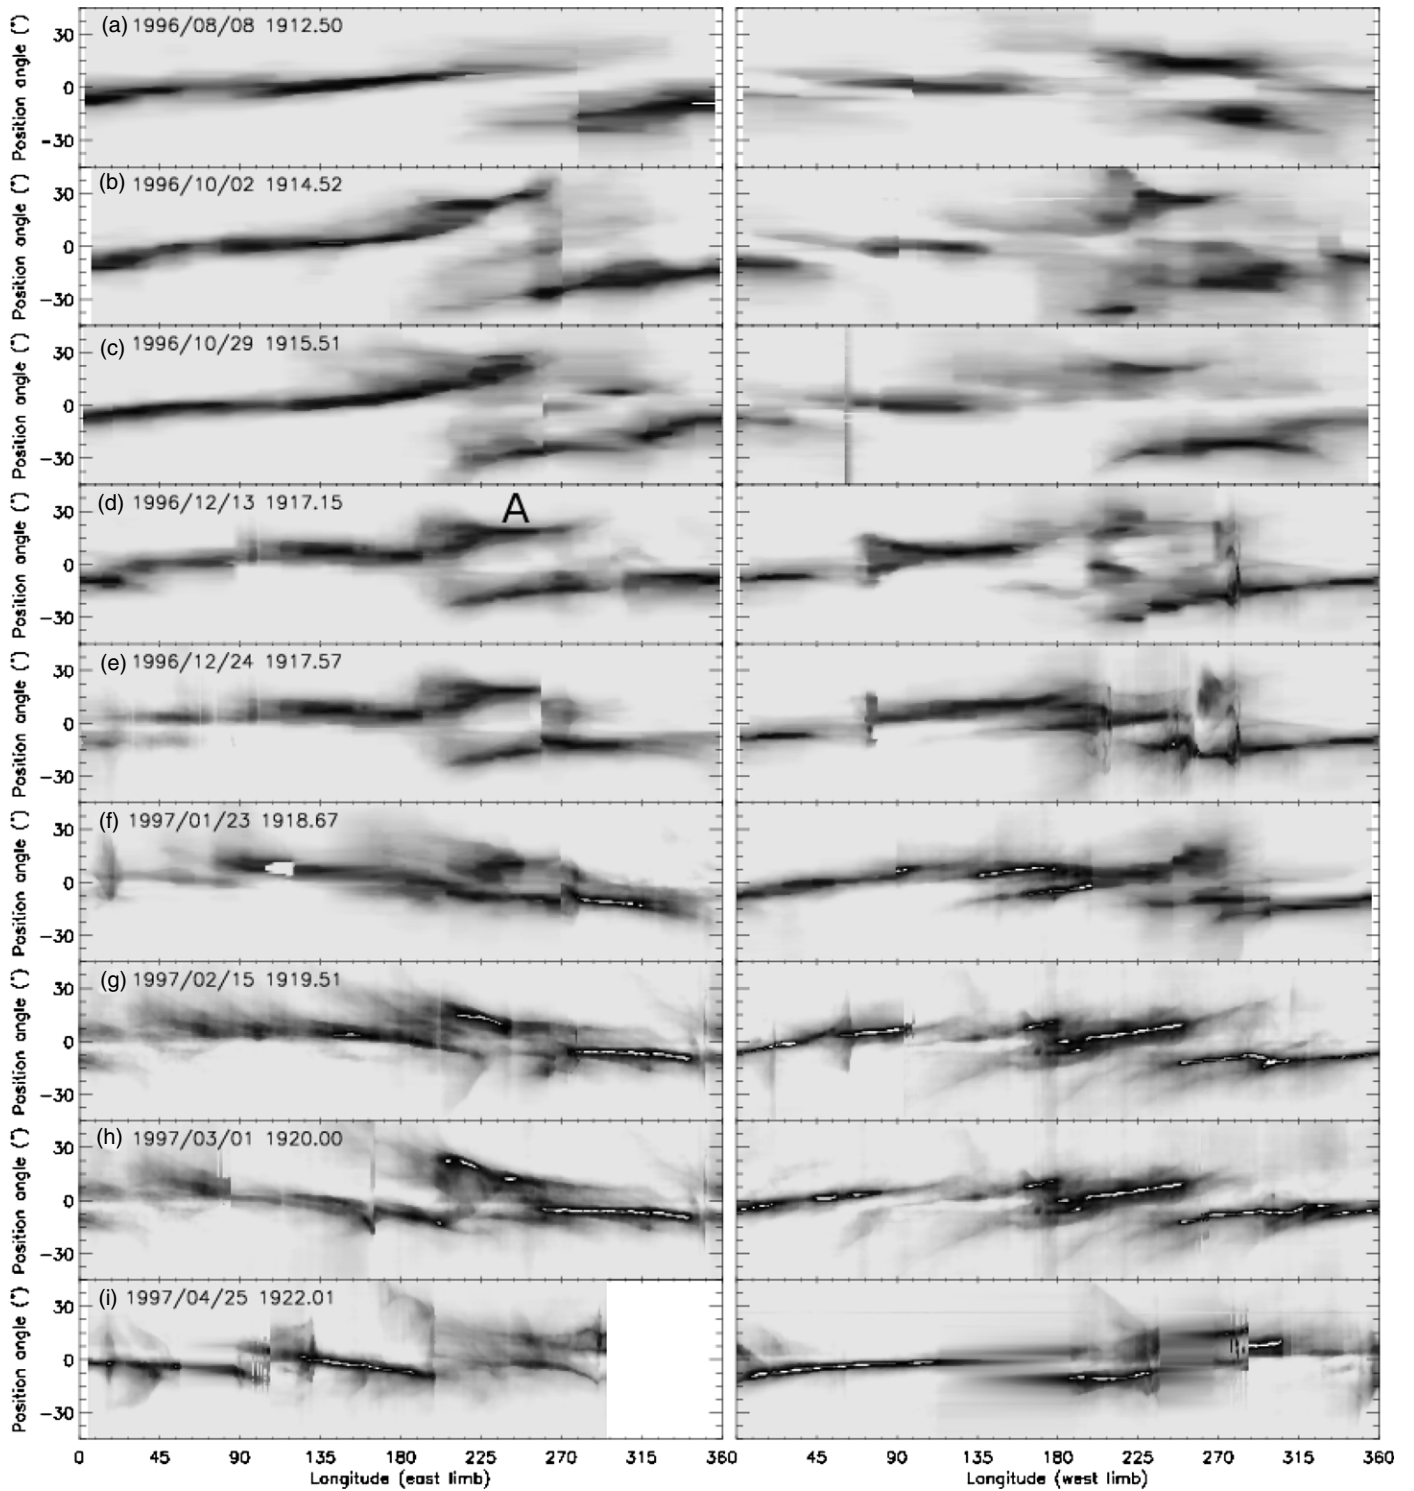 (a) 1996/08/08 1912.50
Position angle (°)
30
0
-30
(b) 1996/10/02 1914.52
Position angle (°)
30
0
-30
(c) 1996/10/29 1915.51
Position angle (°)
30
0
-30
(d) 1996/12/13 1917.15
A
Position angle (°)
30
0
-30
(e) 1996/12/24 1917.57
Position angle (°)
30
0
-30
(f) 1997/01/23 1918.67
Position angle (°)
30
0
-30
(g) 1997/02/15 1919.51
Position angle (°)
30
0
-30
(h) 1997/03/01 1920.00
Position angle (°)
30
0
-30
(i) 1997/04/25 1922.01
Position angle (°)
30
0
-30
0 45 90 135 180 225 270 315 360 45 90 135 180 225 270 315 360
Longitude (east limb) Longitude (west limb)